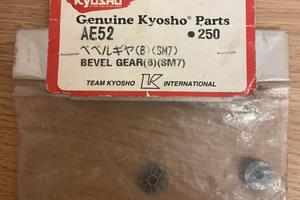 KYOSHO
Genuine Kyosho® Parts
AE52 ●250
ベベルギヤ(B)(SM7)
BEVEL GEAR(B)(SM7)
TEAM KYOSHO K INTERNATIONAL